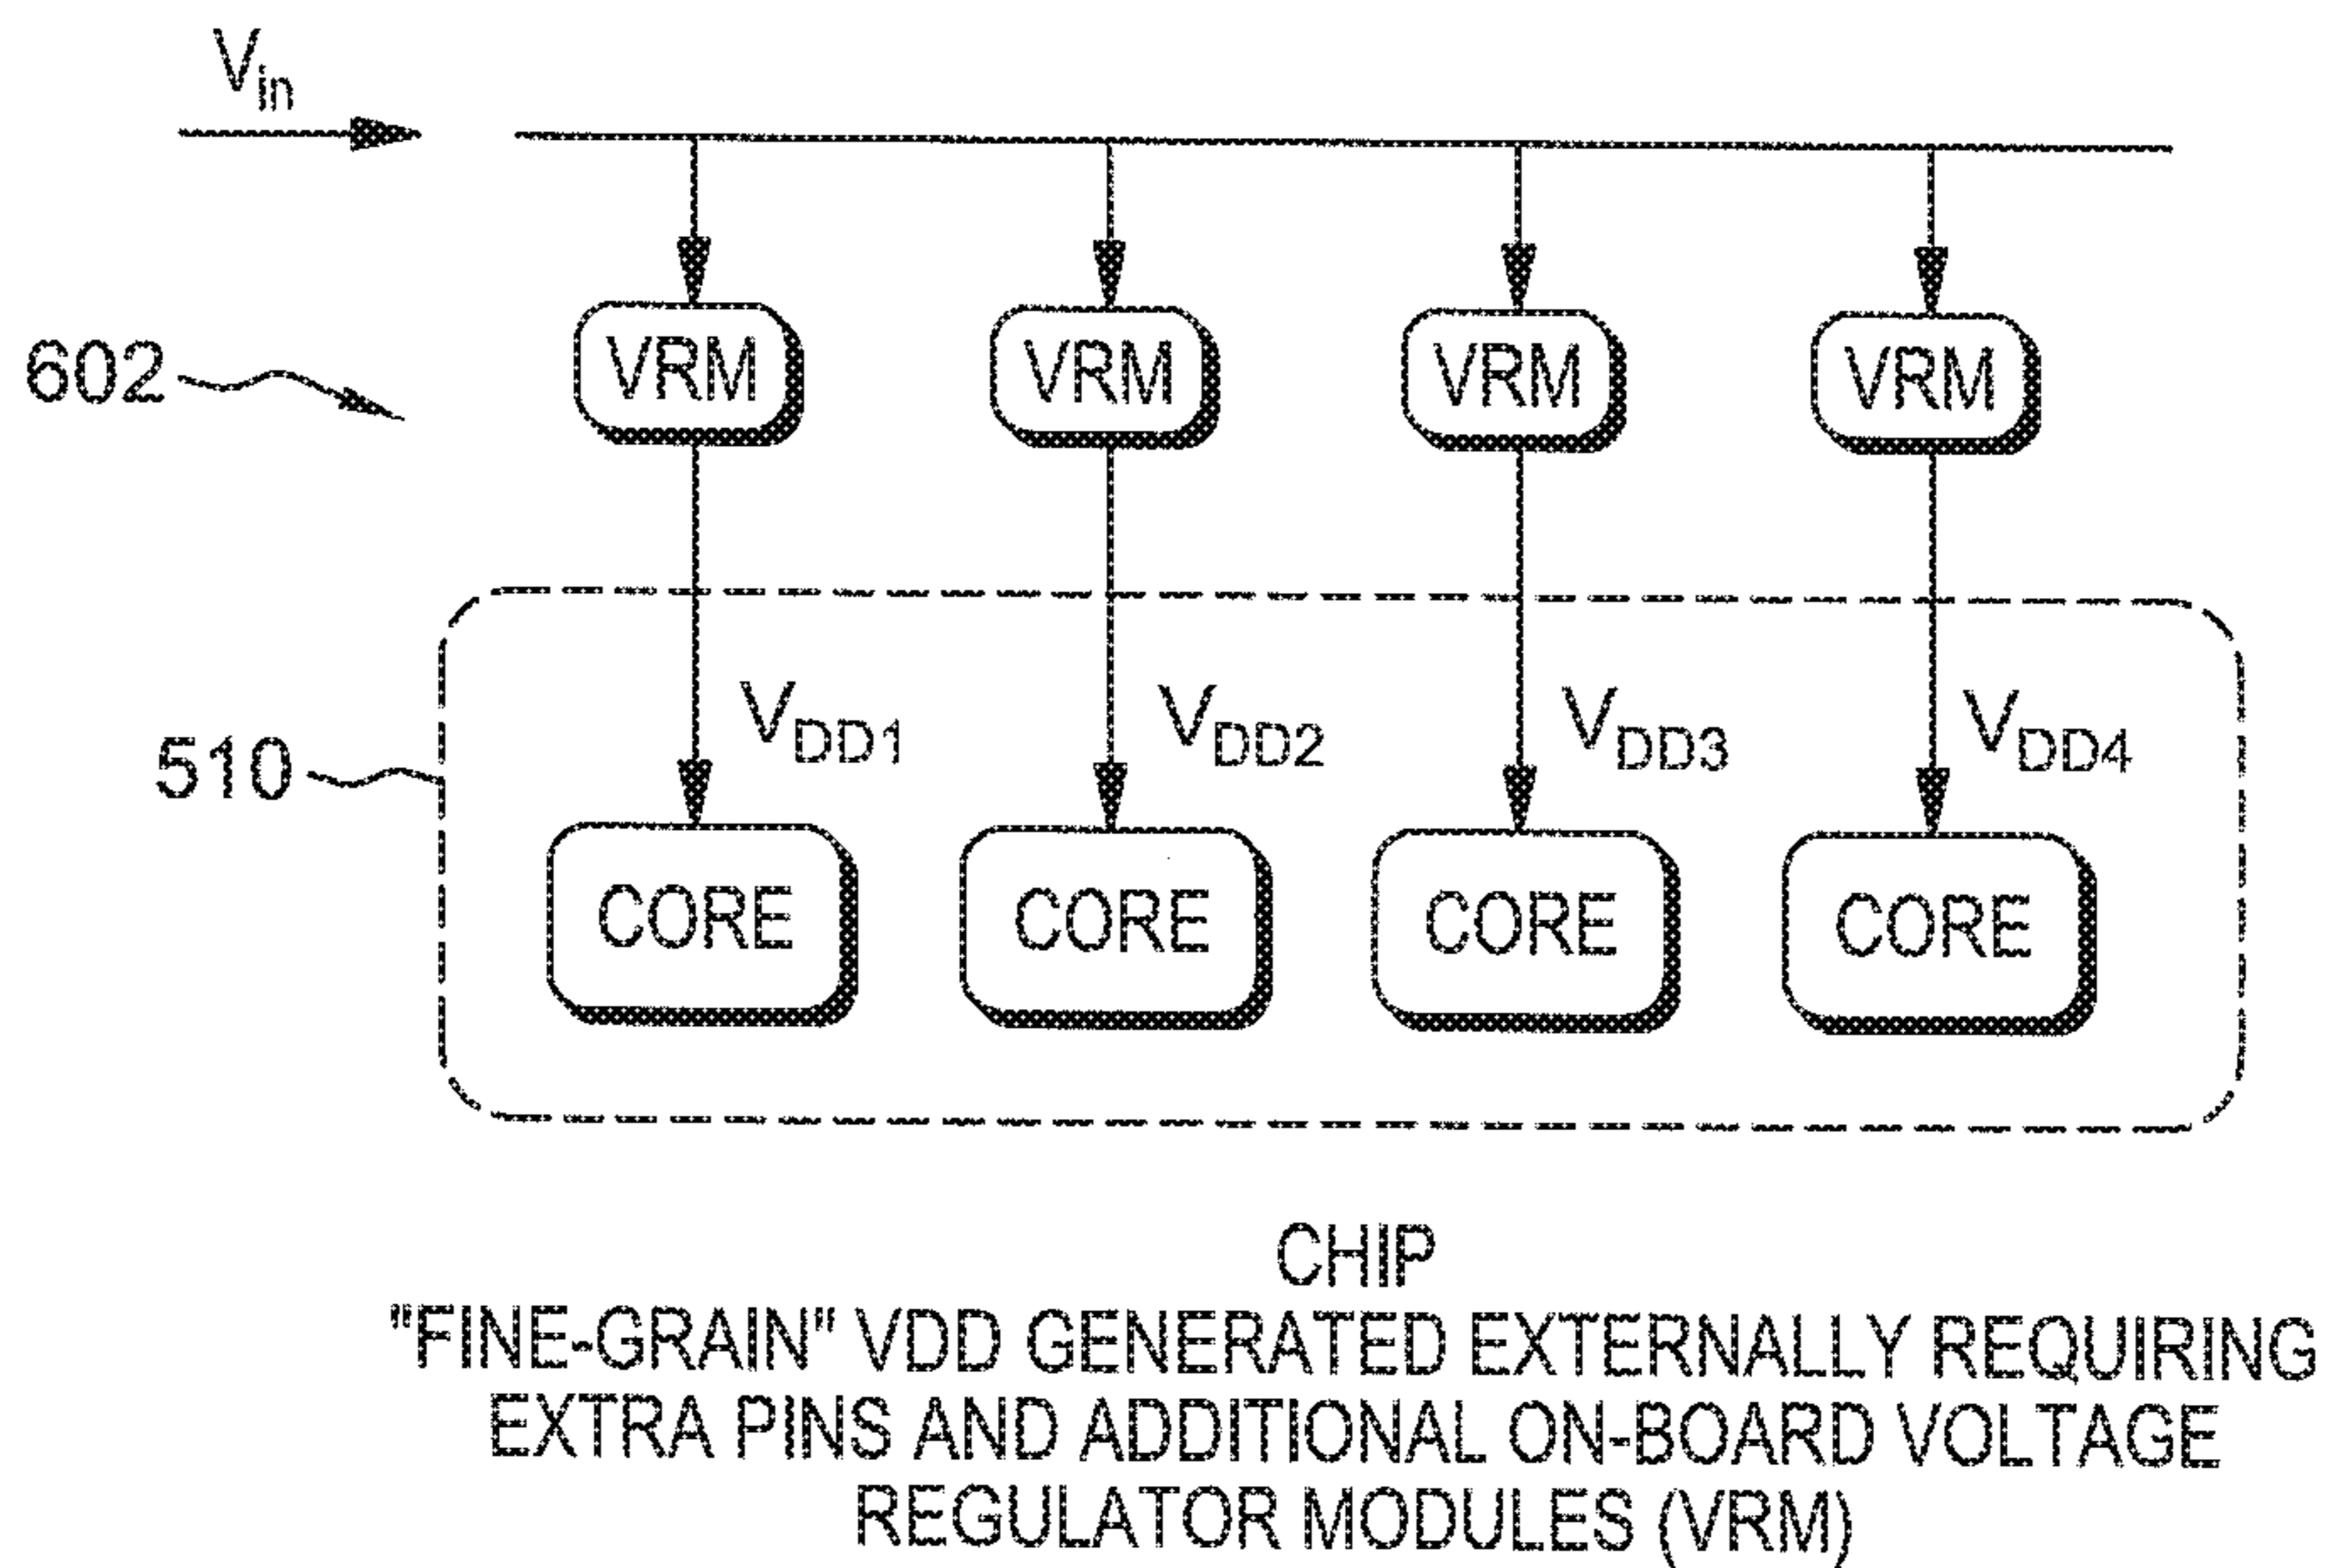 Vin
602
VRM VRM VRM VRM
510
VDD1 VDD2 VDD3 VDD4
CORE CORE CORE CORE
CHIP
"FINE-GRAIN" VDD GENERATED EXTERNALLY REQUIRING
EXTRA PINS AND ADDITIONAL ON-BOARD VOLTAGE
REGULATOR MODULES (VRM)